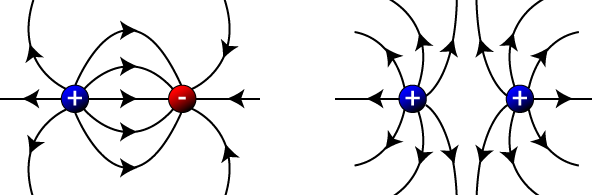 + - + +